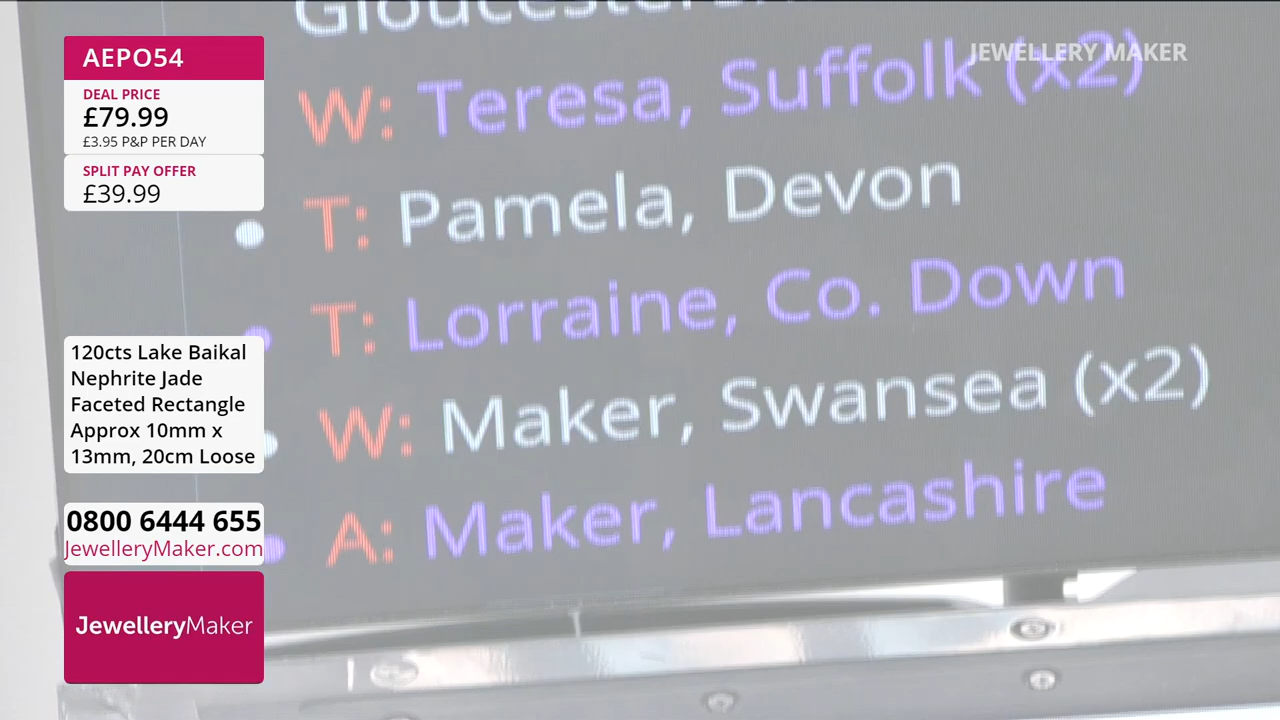 AEPO54
DEAL PRICE
£79.99
£3.95 P&P PER DAY
SPLIT PAY OFFER
£39.99
120cts Lake Baikal
Nephrite Jade
Faceted Rectangle
Approx 10mm x
13mm, 20cm Loose
0800 6444 655
JewelleryMaker.com
JewelleryMaker
JEWELLERY MAKER
W: Teresa, Suffolk (x2)
T: Pamela, Devon
T: Lorraine, Co. Down
W: Maker, Swansea (x2)
A: Maker, Lancashire